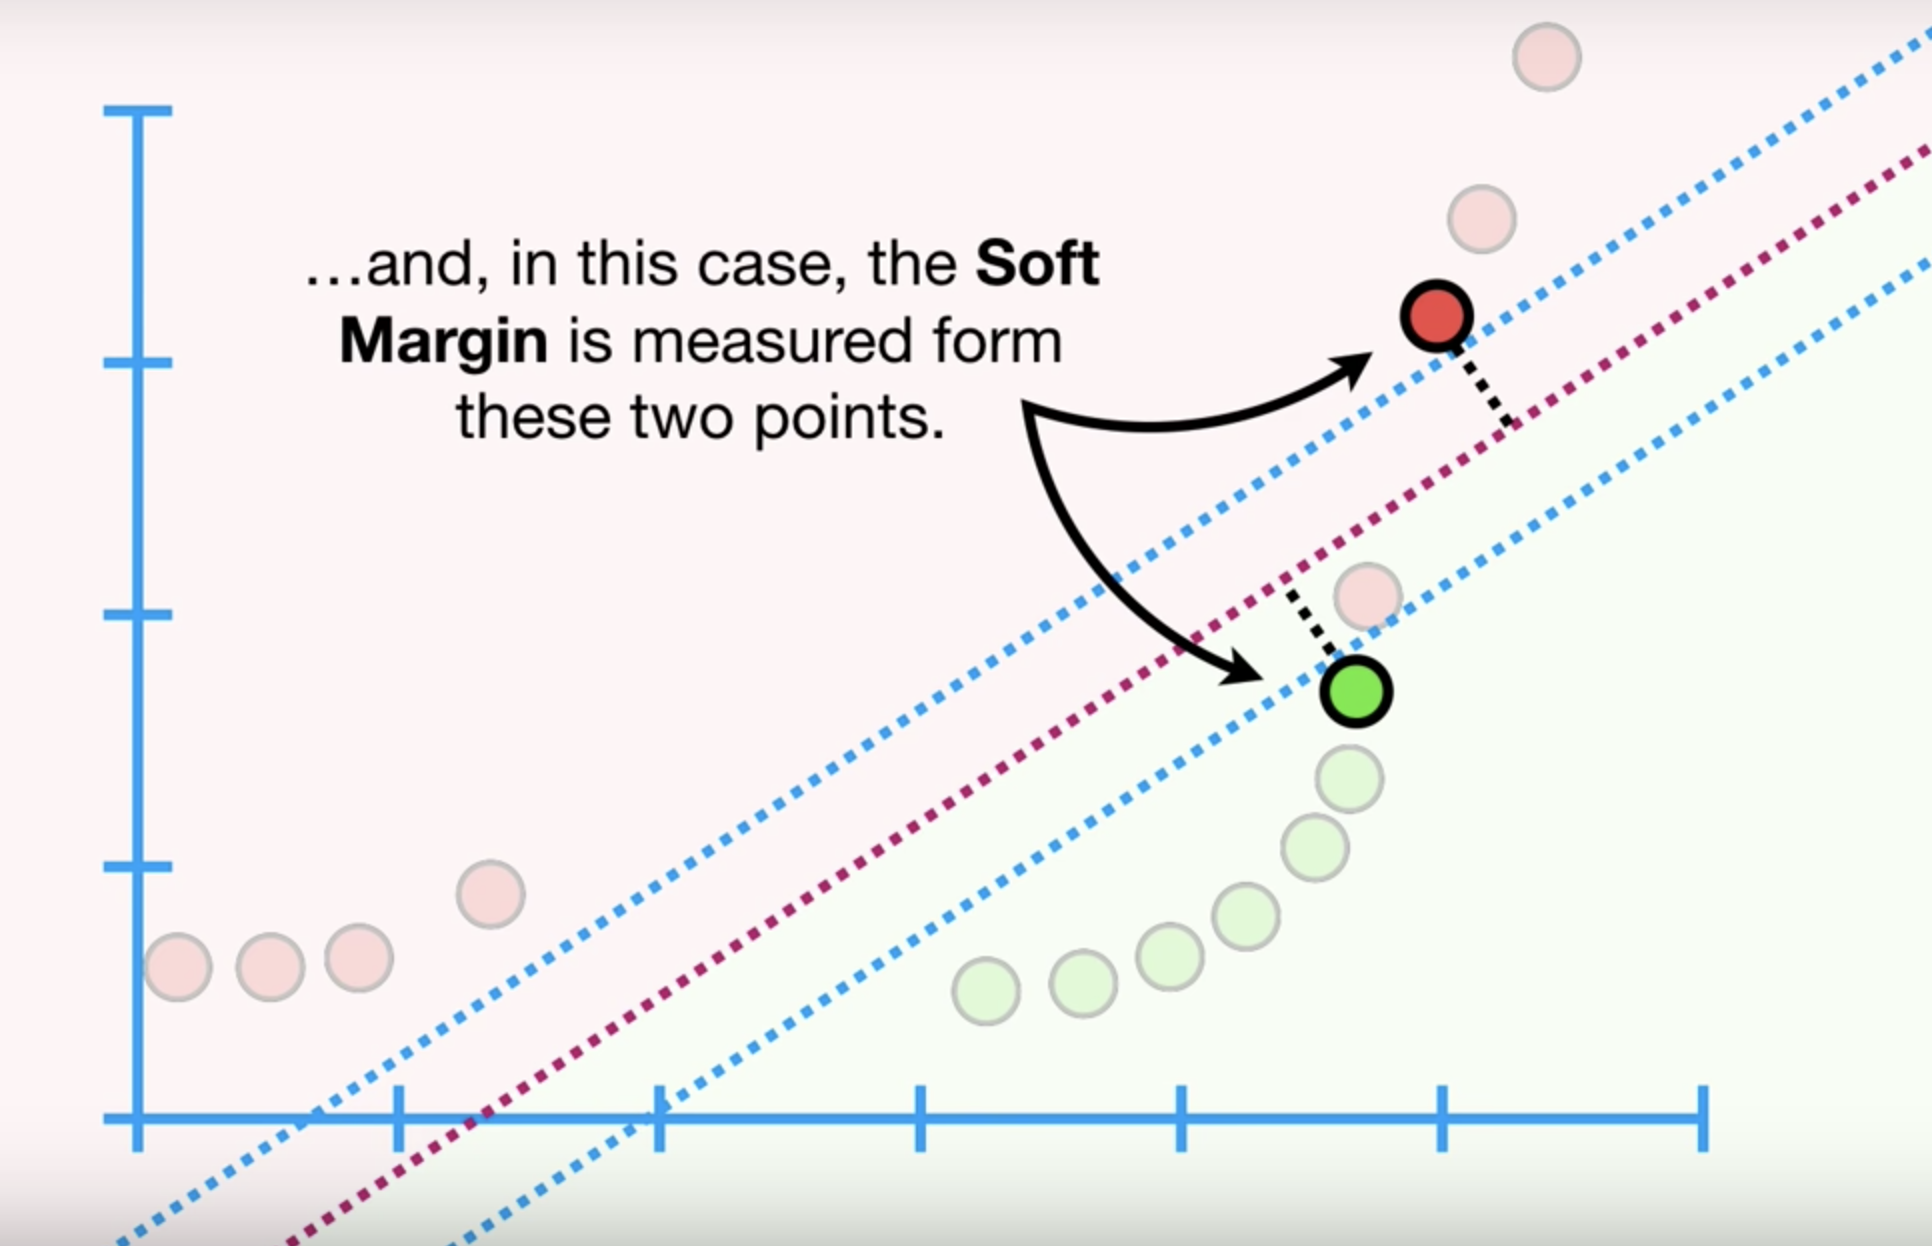 …and, in this case, the Soft
Margin is measured form
these two points.